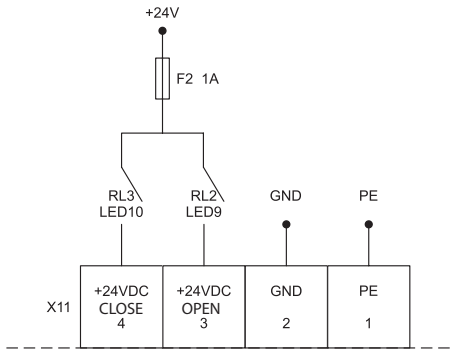 +24V
F2 1A
RL3 RL2 GND PE
LED10 LED9
+24VDC +24VDC GND PE
X11 CLOSE OPEN
4 3 2 1